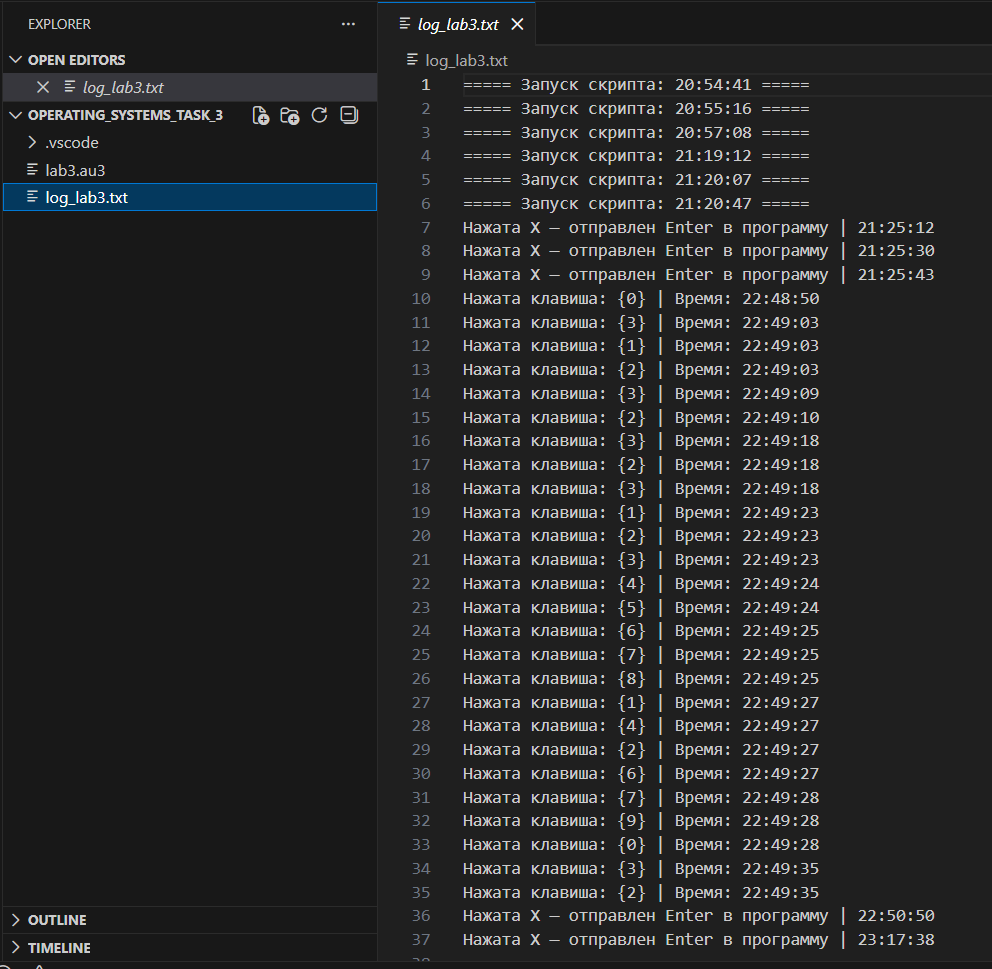 EXPLORER
OPEN EDITORS
log_lab3.txt
OPERATING_SYSTEMS_TASK_3
.vscode
lab3.au3
log_lab3.txt
OUTLINE
TIMELINE
log_lab3.txt
log_lab3.txt
1 ===== Запуск скрипта: 20:54:41 =====
2 ===== Запуск скрипта: 20:55:16 =====
3 ===== Запуск скрипта: 20:57:08 =====
4 ===== Запуск скрипта: 21:19:12 =====
5 ===== Запуск скрипта: 21:20:07 =====
6 ===== Запуск скрипта: 21:20:47 =====
7 Нажата X — отправлен Enter в программу | 21:25:12
8 Нажата X — отправлен Enter в программу | 21:25:30
9 Нажата X — отправлен Enter в программу | 21:25:43
10 Нажата клавиша: {0} | Время: 22:48:50
11 Нажата клавиша: {3} | Время: 22:49:03
12 Нажата клавиша: {1} | Время: 22:49:03
13 Нажата клавиша: {2} | Время: 22:49:03
14 Нажата клавиша: {3} | Время: 22:49:09
15 Нажата клавиша: {2} | Время: 22:49:10
16 Нажата клавиша: {3} | Время: 22:49:18
17 Нажата клавиша: {2} | Время: 22:49:18
18 Нажата клавиша: {3} | Время: 22:49:18
19 Нажата клавиша: {1} | Время: 22:49:23
20 Нажата клавиша: {2} | Время: 22:49:23
21 Нажата клавиша: {3} | Время: 22:49:23
22 Нажата клавиша: {4} | Время: 22:49:24
23 Нажата клавиша: {5} | Время: 22:49:24
24 Нажата клавиша: {6} | Время: 22:49:25
25 Нажата клавиша: {7} | Время: 22:49:25
26 Нажата клавиша: {8} | Время: 22:49:25
27 Нажата клавиша: {1} | Время: 22:49:27
28 Нажата клавиша: {4} | Время: 22:49:27
29 Нажата клавиша: {2} | Время: 22:49:27
30 Нажата клавиша: {6} | Время: 22:49:27
31 Нажата клавиша: {7} | Время: 22:49:28
32 Нажата клавиша: {9} | Время: 22:49:28
33 Нажата клавиша: {0} | Время: 22:49:28
34 Нажата клавиша: {3} | Время: 22:49:35
35 Нажата клавиша: {2} | Время: 22:49:35
36 Нажата X — отправлен Enter в программу | 22:50:50
37 Нажата X — отправлен Enter в программу | 23:17:38